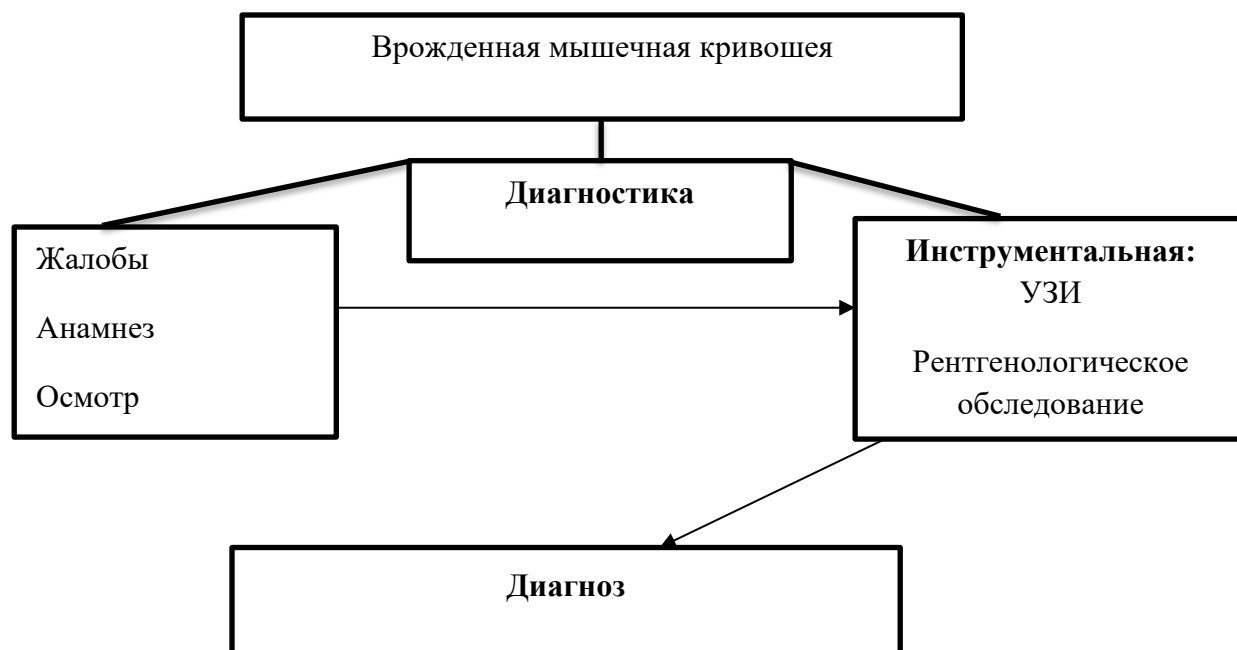 Врожденная мышечная кривошея
Диагностика
Жалобы
Анамнез
Осмотр
Инструментальная:
УЗИ
Рентгенологическое
обследование
Диагноз